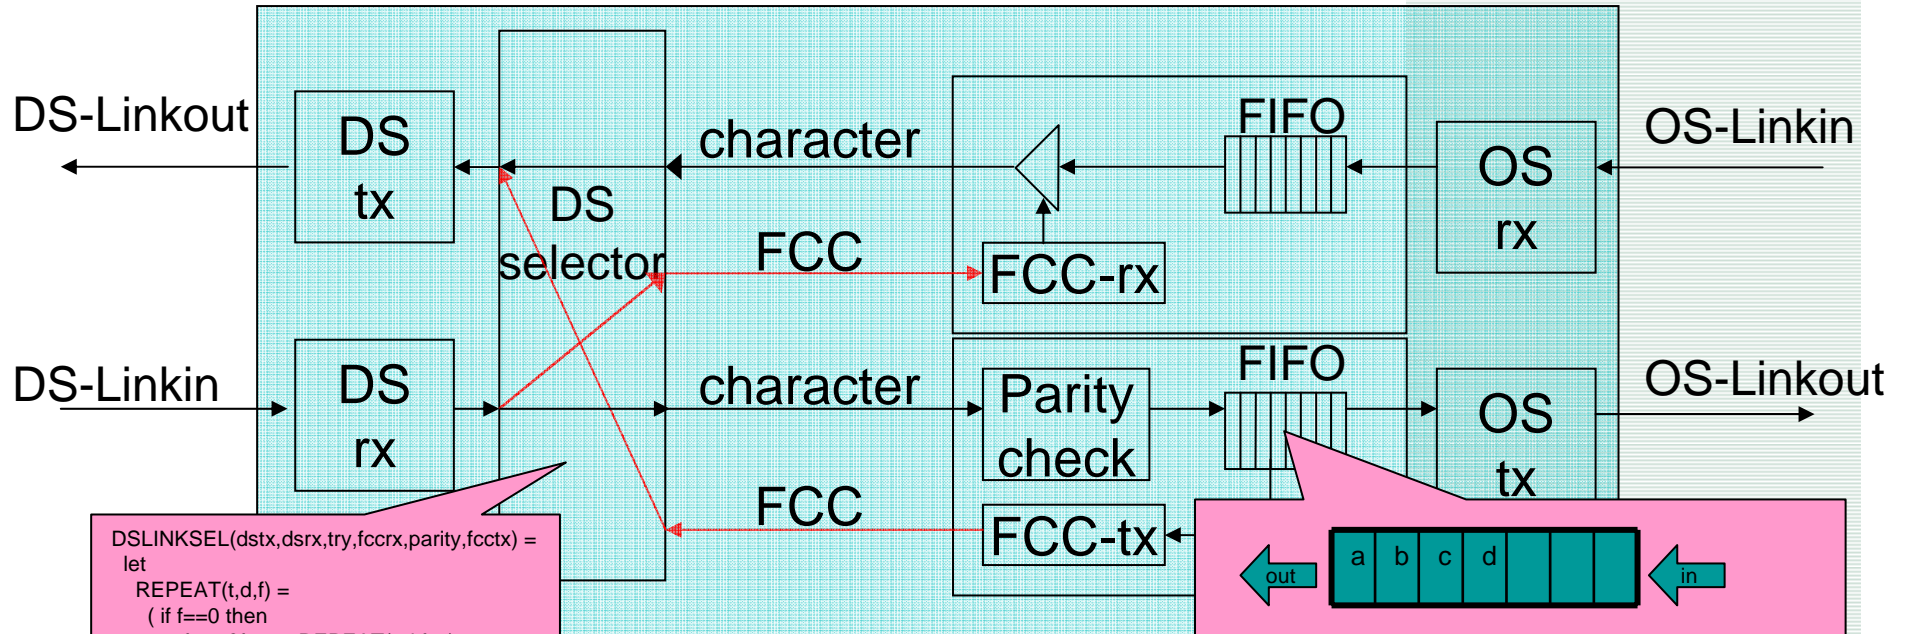 DS-Linkout
DS
tx
DS
selector
character
FCC
FIFO
FCC-rx
OS
rx
OS-Linkin
DS-Linkin
DS
rx
character
FCC
Parity
check
FIFO
FCC-tx
OS
tx
OS-Linkout
DSLINKSEL(dstx,dsrx,try,fccrx,parity,fcctx) =
let
REPEAT(t,d,f) =
( if f==0 then
out
a b c d
in